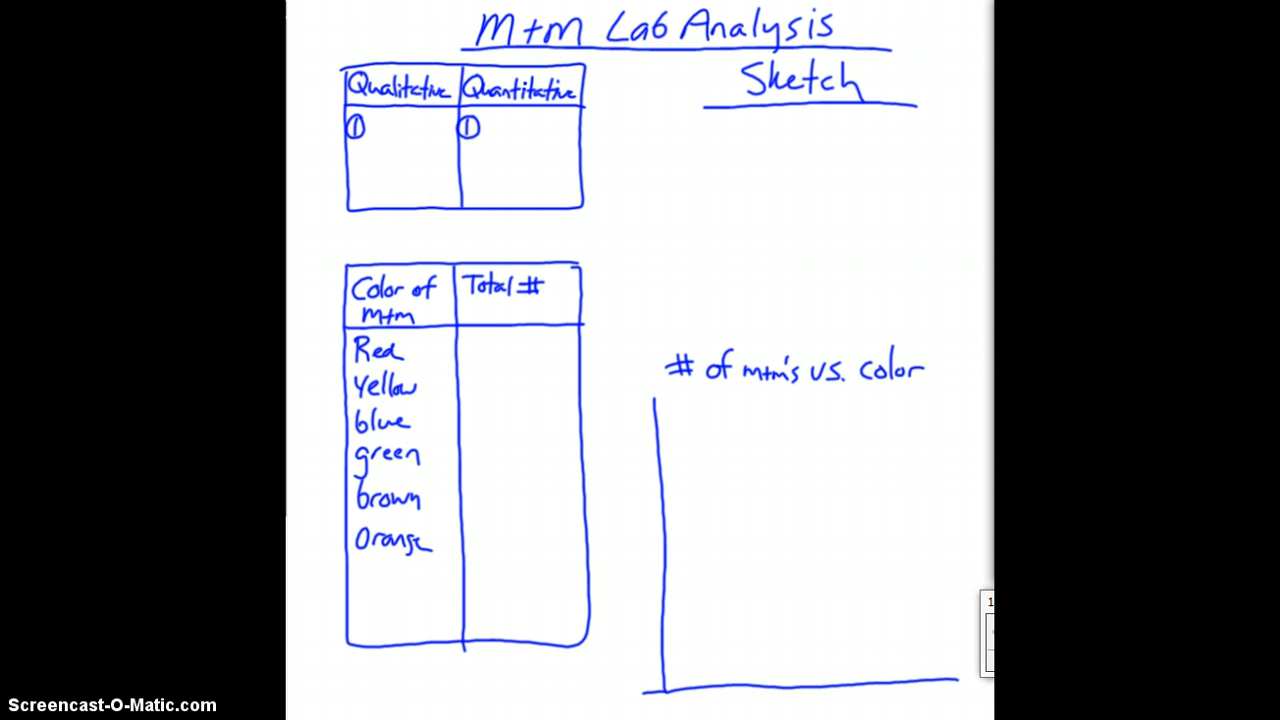 M+m Lab Analysis
Sketch
Qualitative Quantitative
① ①
Color of m+m Total #
Red
Yellow
blue
green
brown
Orange
# of m+m's vs. color
1
Screencast-O-Matic.com